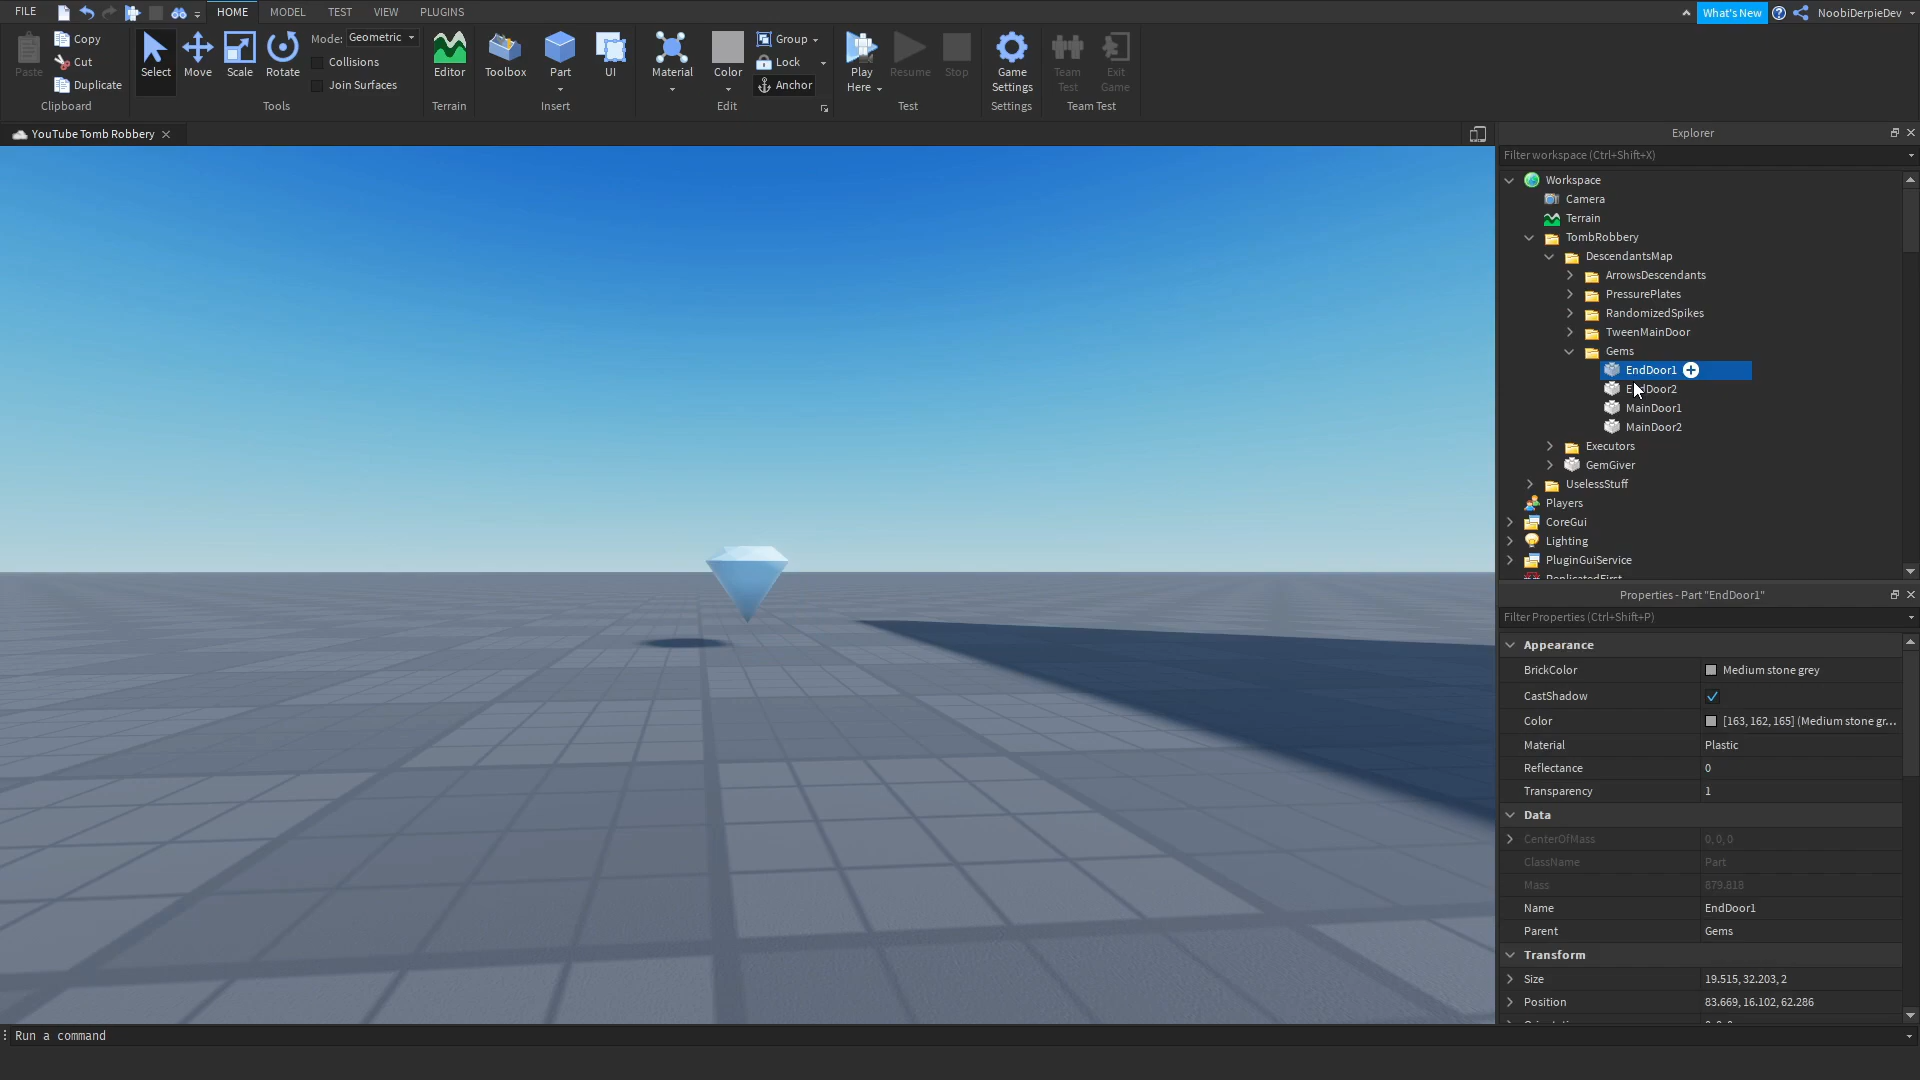 FILE
HOME
MODEL
TEST
VIEW
PLUGINS
What's New
NoobiDerpieDev
Paste
Copy
Cut
Duplicate
Clipboard
Select
Move
Scale
Rotate
Mode: Geometric
Collisions
Join Surfaces
Tools
Editor
Terrain
Toolbox
Part
UI
Insert
Material
Color
Group
Lock
Anchor
Edit
Play
Here
Resume
Stop
Test
Game
Settings
Settings
Team
Test
Exit
Game
Team Test
YouTube Tomb Robbery
Explorer
Filter workspace (Ctrl+Shift+X)
Workspace
Camera
Terrain
TombRobbery
DescendantsMap
ArrowsDescendants
PressurePlates
RandomizedSpikes
TweenMainDoor
Gems
EndDoor1
EndDoor2
MainDoor1
MainDoor2
Executors
GemGiver
UselessStuff
Players
CoreGui
Lighting
PluginGuiService
ReplicatedFirst
Properties - Part "EndDoor1"
Filter Properties (Ctrl+Shift+P)
Appearance
BrickColor Medium stone grey
CastShadow
Color [163, 162, 165] (Medium stone gr...
Material Plastic
Reflectance 0
Transparency 1
Data
CenterOfMass 0, 0, 0
ClassName Part
Mass 879.818
Name EndDoor1
Parent Gems
Transform
Size 19.515, 32.203, 2
Position 83.669, 16.102, 62.286
Run a command